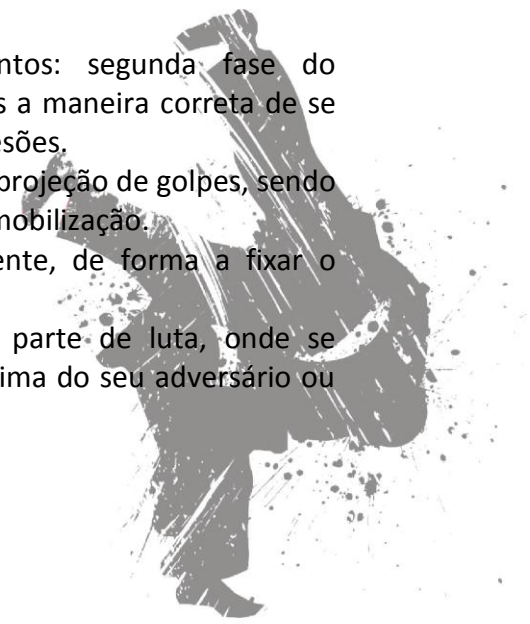 ntos: segunda fase do
s a maneira correta de se
esões.
projeção de golpes, sendo
mobilização.
ente, de forma a fixar o
parte de luta, onde se
ima do seu adversário ou